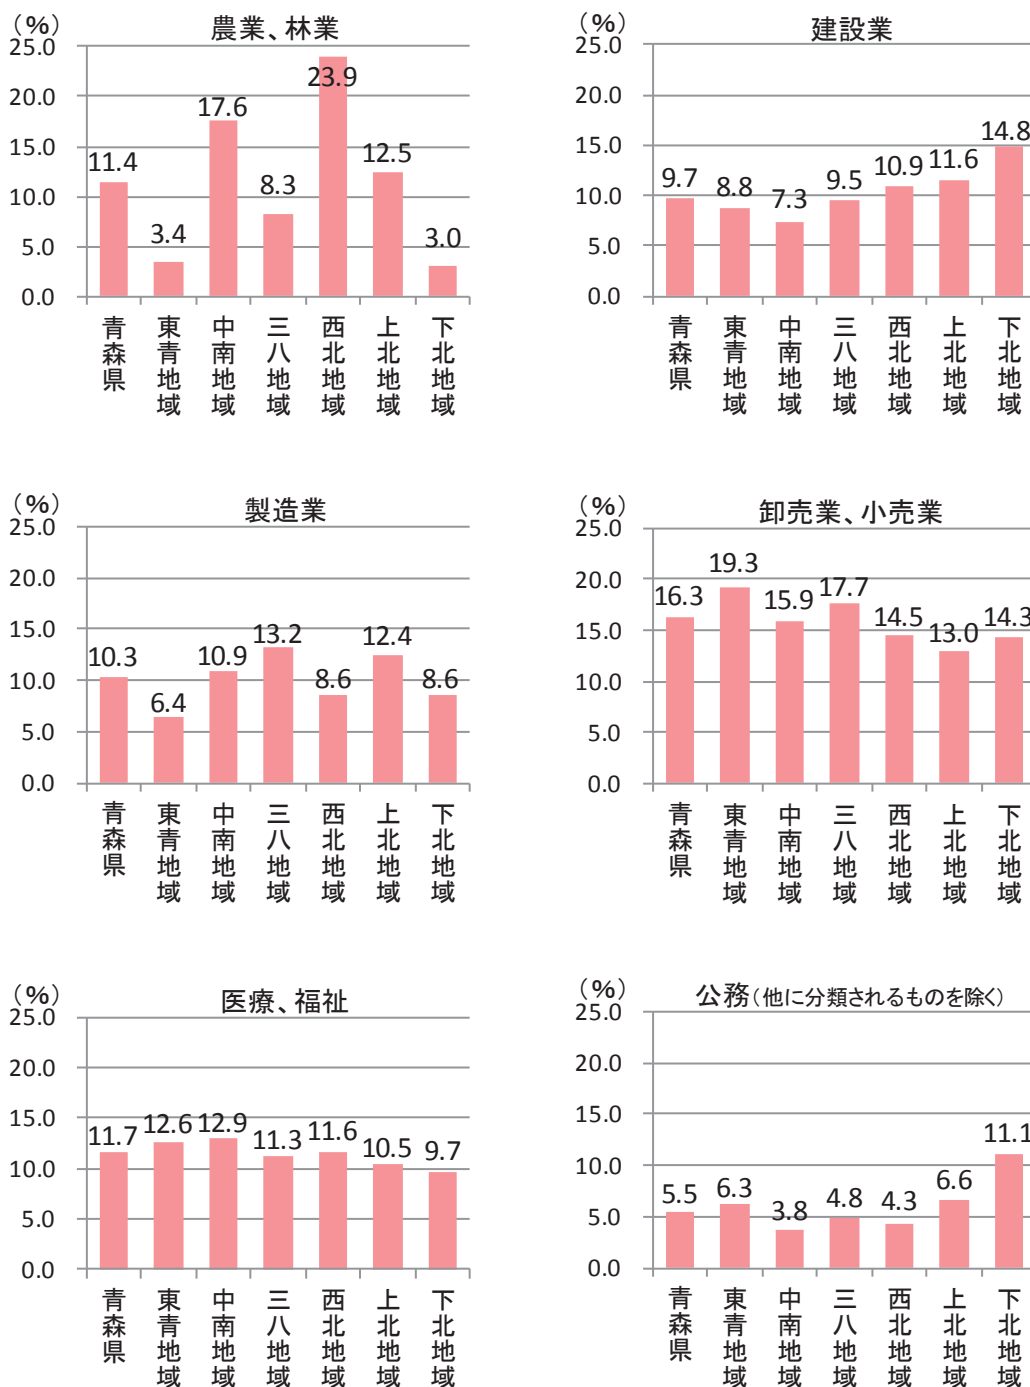 (%)
農業、林業
25.0
20.0
15.0
10.0
5.0
0.0
11.4
3.4
17.6
8.3
23.9
12.5
3.0
青森県
東青地域
中南地域
三八地域
西北地域
上北地域
下北地域
(%)
建設業
25.0
20.0
15.0
10.0
5.0
0.0
9.7
8.8
7.3
9.5
10.9
11.6
14.8
青森県
東青地域
中南地域
三八地域
西北地域
上北地域
下北地域
(%)
製造業
25.0
20.0
15.0
10.0
5.0
0.0
10.3
6.4
10.9
13.2
8.6
12.4
8.6
青森県
東青地域
中南地域
三八地域
西北地域
上北地域
下北地域
(%)
卸売業、小売業
25.0
20.0
15.0
10.0
5.0
0.0
16.3
19.3
15.9
17.7
14.5
13.0
14.3
青森県
東青地域
中南地域
三八地域
西北地域
上北地域
下北地域
(%)
医療、福祉
25.0
20.0
15.0
10.0
5.0
0.0
11.7
12.6
12.9
11.3
11.6
10.5
9.7
青森県
東青地域
中南地域
三八地域
西北地域
上北地域
下北地域
(%)
公務(他に分類されるものを除く)
25.0
20.0
15.0
10.0
5.0
0.0
5.5
6.3
3.8
4.8
4.3
6.6
11.1
青森県
東青地域
中南地域
三八地域
西北地域
上北地域
下北地域